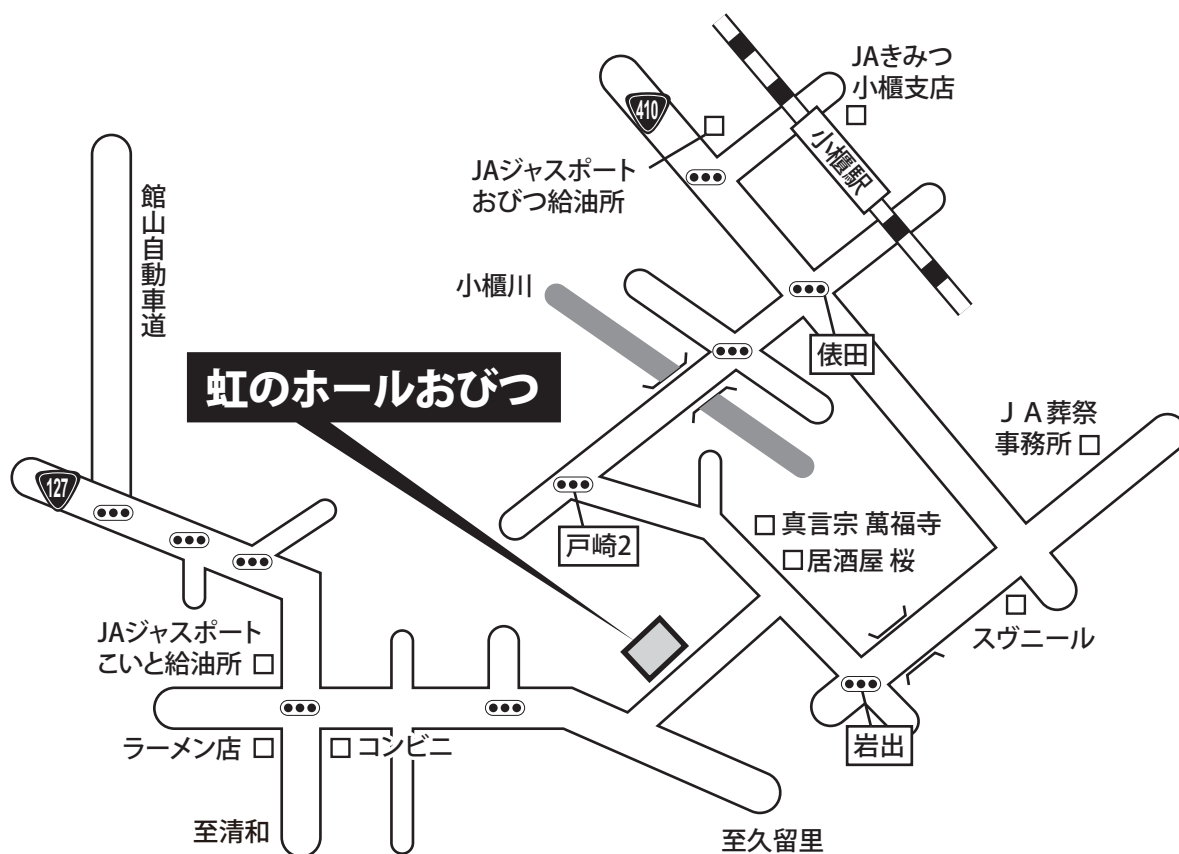 JAきみつ
小櫃支店
410
小櫃駅
JAジャスポート
おびつ給油所
館山自動車道
小櫃川
俵田
虹のホールおびつ
ＪＡ葬祭
事務所
127
戸崎2
真言宗 萬福寺
居酒屋 桜
スヴニール
JAジャスポート
こいと給油所
岩出
ラーメン店
コンビニ
至清和
至久留里